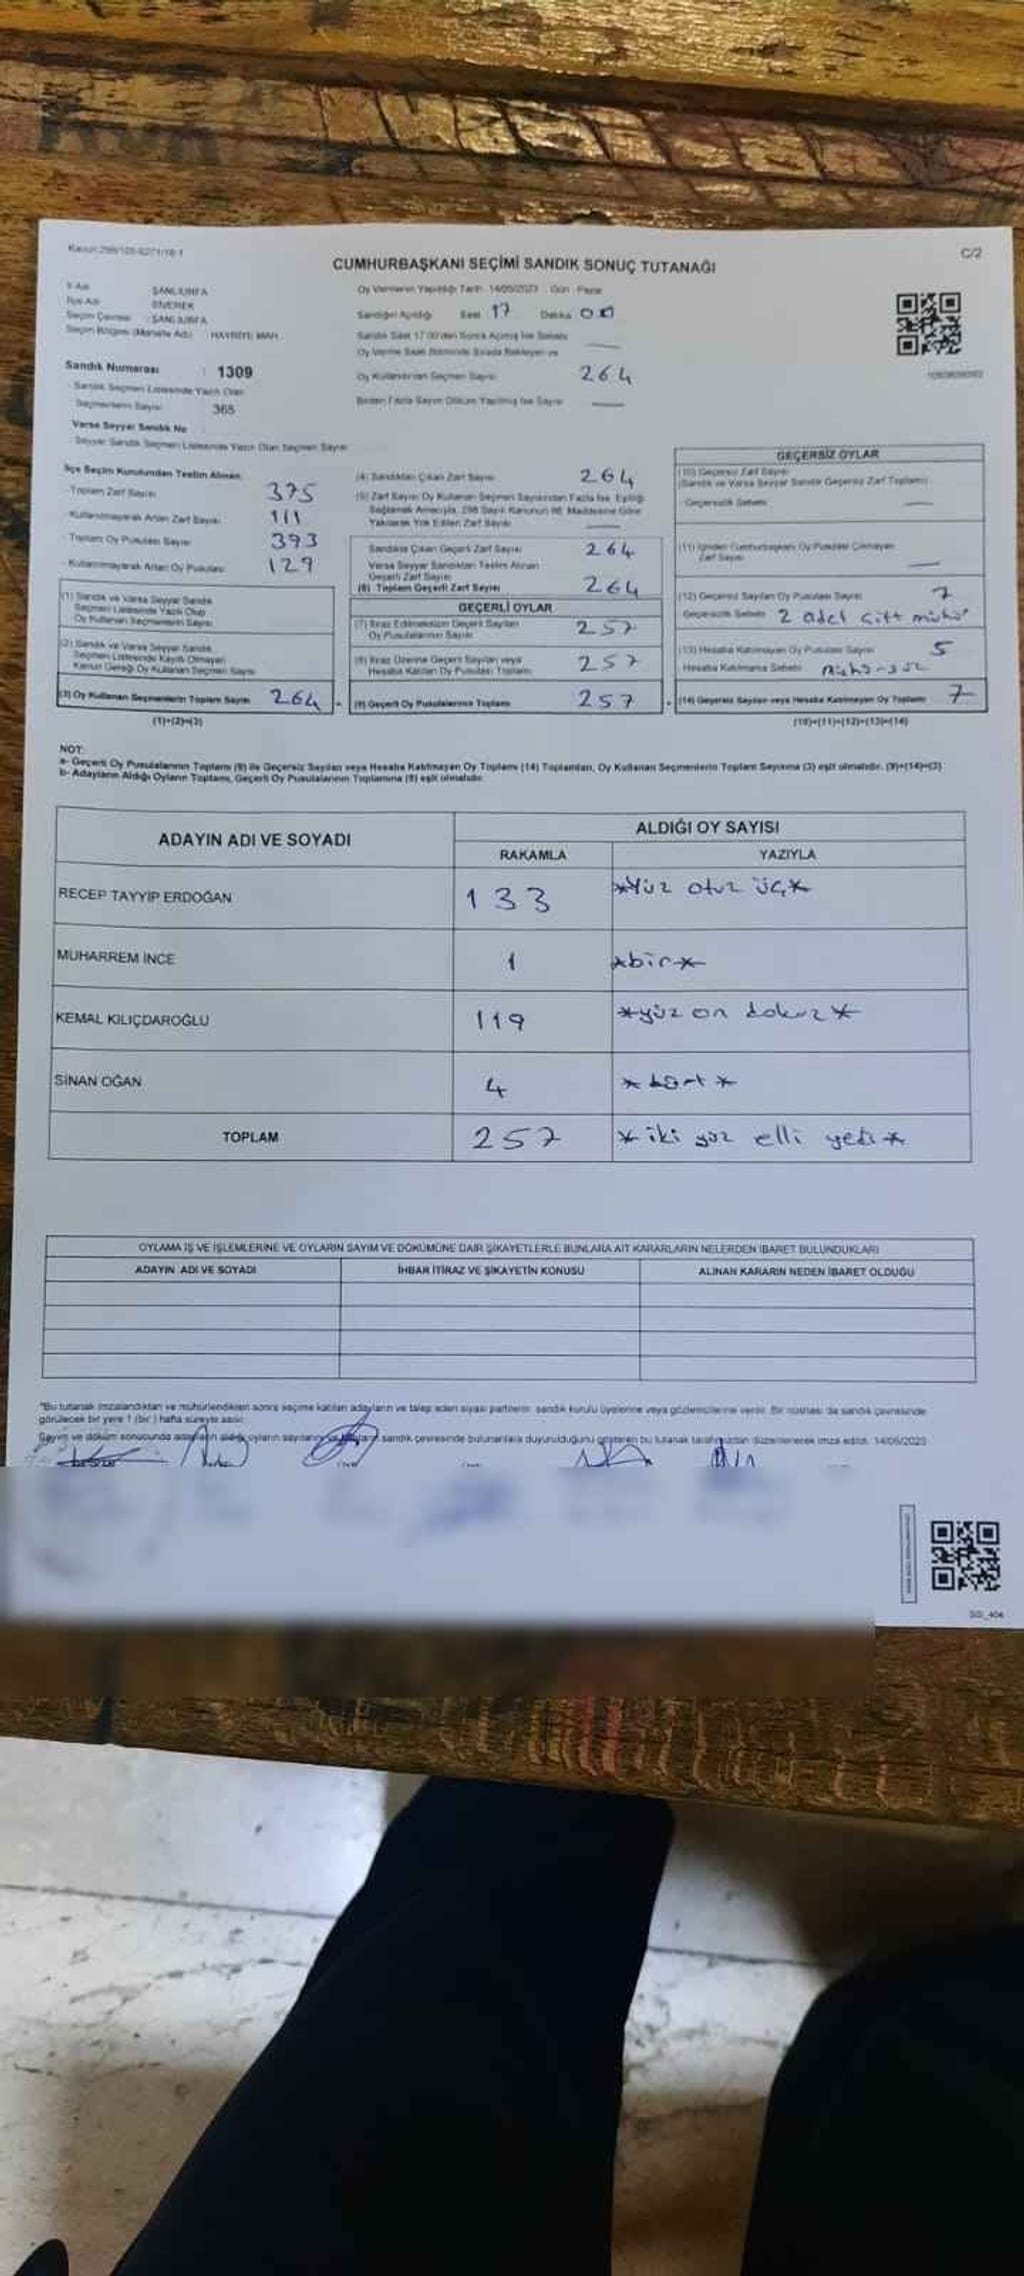 C/2
CUMHURBAŞKANI SEÇİMİ SANDIK SONUÇ TUTANAĞI
İl Adı : ŞANLIURFA
İlçe Adı : SİVEREK
Seçim Çevresi : ŞANLIURFA
Seçim Bölgesi (Mahalle Adı) : HAYRİYE MAH.
Oy Vermenin Yapıldığı Tarih : 14/05/2023 Gün : Pazar
Sandığın Açıldığı Saat 17 Dakika 00
Sandık Saat 17:00'den Sonra Açılmış İse Sebebi
Oy Verme Saati Bitiminde Sırada Bekleyen ve
Oy Kullandırılan Seçmen Sayısı 264
Birden Fazla Sayım Döküm Yapılmış İse Sayısı
Sandık Numarası : 1309
Sandık Seçmen Listesinde Yazılı Olan
Seçmenlerin Sayısı 365
Varsa Seyyar Sandık No
Seyyar Sandık Seçmen Listesinde Yazılı Olan Seçmen Sayısı
İlçe Seçim Kurulundan Teslim Alınan
Toplam Zarf Sayısı 375
Kullanılmayarak Artan Zarf Sayısı 111
Toplam Oy Pusulası Sayısı 393
Kullanılmayarak Artan Oy Pusulası 129
(1) Sandık ve Varsa Seyyar Sandık
Seçmen Listesinde Yazılı Olup
Oy Kullanan Seçmenlerin Sayısı
(2) Sandık ve Varsa Seyyar Sandık
Seçmen Listesinde Kayıtlı Olmayan
Kanun Gereği Oy Kullanan Seçmen Sayısı
(3) Oy Kullanan Seçmenlerin Toplam Sayısı 264
(1)+(2)=(3)
(4) Sandıktan Çıkan Zarf Sayısı 264
(5) Zarf Sayısı Oy Kullanan Seçmen Sayısından Fazla İse, Eşitliği
Sağlamak Amacıyla, 298 Sayılı Kanunun 98. Maddesine Göre
Yakılarak Yok Edilen Zarf Sayısı
Sandıkta Çıkan Geçerli Zarf Sayısı 264
Varsa Seyyar Sandıktan Teslim Alınan
Geçerli Zarf Sayısı
(6) Toplam Geçerli Zarf Sayısı 264
GEÇERLİ OYLAR
(7) İtiraz Edilmeksizin Geçerli Sayılan
Oy Pusulalarının Sayısı 257
(8) İtiraz Üzerine Geçerli Sayılan veya
Hesaba Katılan Oy Pusulaları Toplamı 257
(9) Geçerli Oy Pusulalarının Toplamı 257
GEÇERSİZ OYLAR
(10) Geçersiz Zarf Sayısı
(Sandık ve Varsa Seyyar Sandık Geçersiz Zarf Toplamı)
Geçersizlik Sebebi
(11) İçinden Cumhurbaşkanı Oy Pusulası Çıkmayan
Zarf Sayısı
(12) Geçersiz Sayılan Oy Pusulası Sayısı 7
Geçersizlik Sebebi 2 adet çift mühür
(13) Hesaba Katılmayan Oy Pusulası Sayısı 5
Hesaba Katılmama Sebebi mühürsüz
(14) Geçersiz Sayılan veya Hesaba Katılmayan Oy Toplamı 7
(10)+(11)+(12)+(13)=(14)
NOT:
a- Geçerli Oy Pusulalarının Toplamı (9) ile Geçersiz Sayılan veya Hesaba Katılmayan Oy Toplamı (14) Toplamları, Oy Kullanan Seçmenlerin Toplam Sayısına (3) eşit olmalıdır. (9)+(14)=(3)
b- Adayların Aldığı Oyların Toplamı, Geçerli Oy Pusulalarının Toplamına (9) eşit olmalıdır.
ADAYIN ADI VE SOYADI ALDIĞI OY SAYISI
RAKAMLA YAZIYLA
RECEP TAYYİP ERDOĞAN 133 *Yüz otuz üç*
MUHARREM İNCE 1 *bir*
KEMAL KILIÇDAROĞLU 119 *yüz on dokuz*
SİNAN OĞAN 4 *dört*
TOPLAM 257 *iki yüz elli yedi*
OYLAMA İŞ VE İŞLEMLERİNE VE OYLARIN SAYIM VE DÖKÜMÜNE DAİR ŞİKAYETLERLE BUNLARA AİT KARARLARIN NELERDEN İBARET BULUNDUKLARI
ADAYIN ADI VE SOYADI İHBAR İTİRAZ VE ŞİKAYETİN KONUSU ALINAN KARARIN NEDEN İBARET OLDUĞU
*Bu tutanak imzalandıktan ve mühürlendikten sonra seçime katılan adayların ve talep eden siyasi partilerin sandık kurulu üyelerine veya gözlemcilerine verilir. Bir nüshası da sandık çevresinde
görülecek bir yere 1 (bir) hafta süreyle asılır.
Sayım ve döküm sonucunda adayların aldığı oyların sayılarını sandık çevresinde bulunanlara duyurulduğunu gösteren bu tutanak tarafımızdan düzenlenerek imza edildi. 14/05/2023